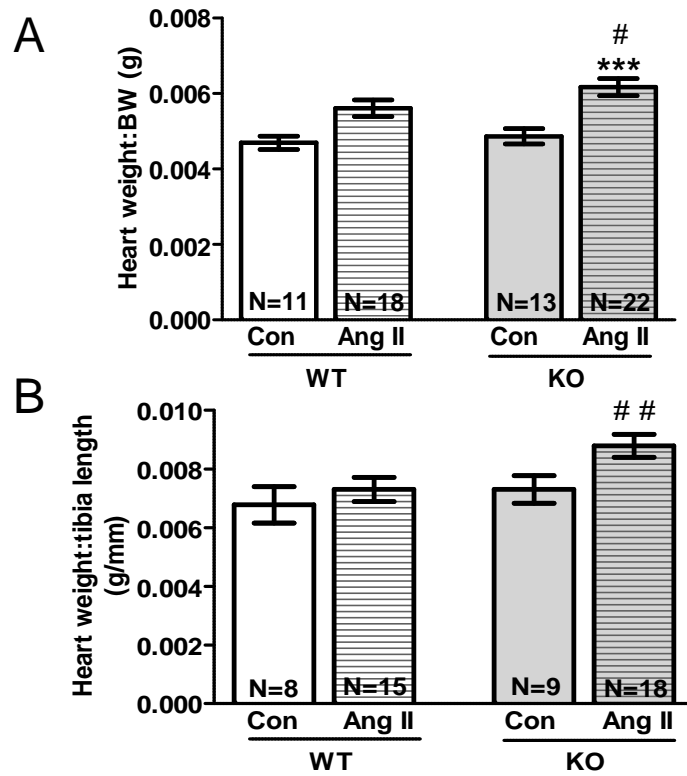 A
Heart weight:BW (g)
0.008
0.006
0.004
0.002
0.000
#
***
N=11 N=18 N=13 N=22
Con Ang II Con Ang II
WT KO
B
Heart weight:tibia length
(g/mm)
0.010
0.008
0.006
0.004
0.002
0.000
# #
N=8 N=15 N=9 N=18
Con Ang II Con Ang II
WT KO